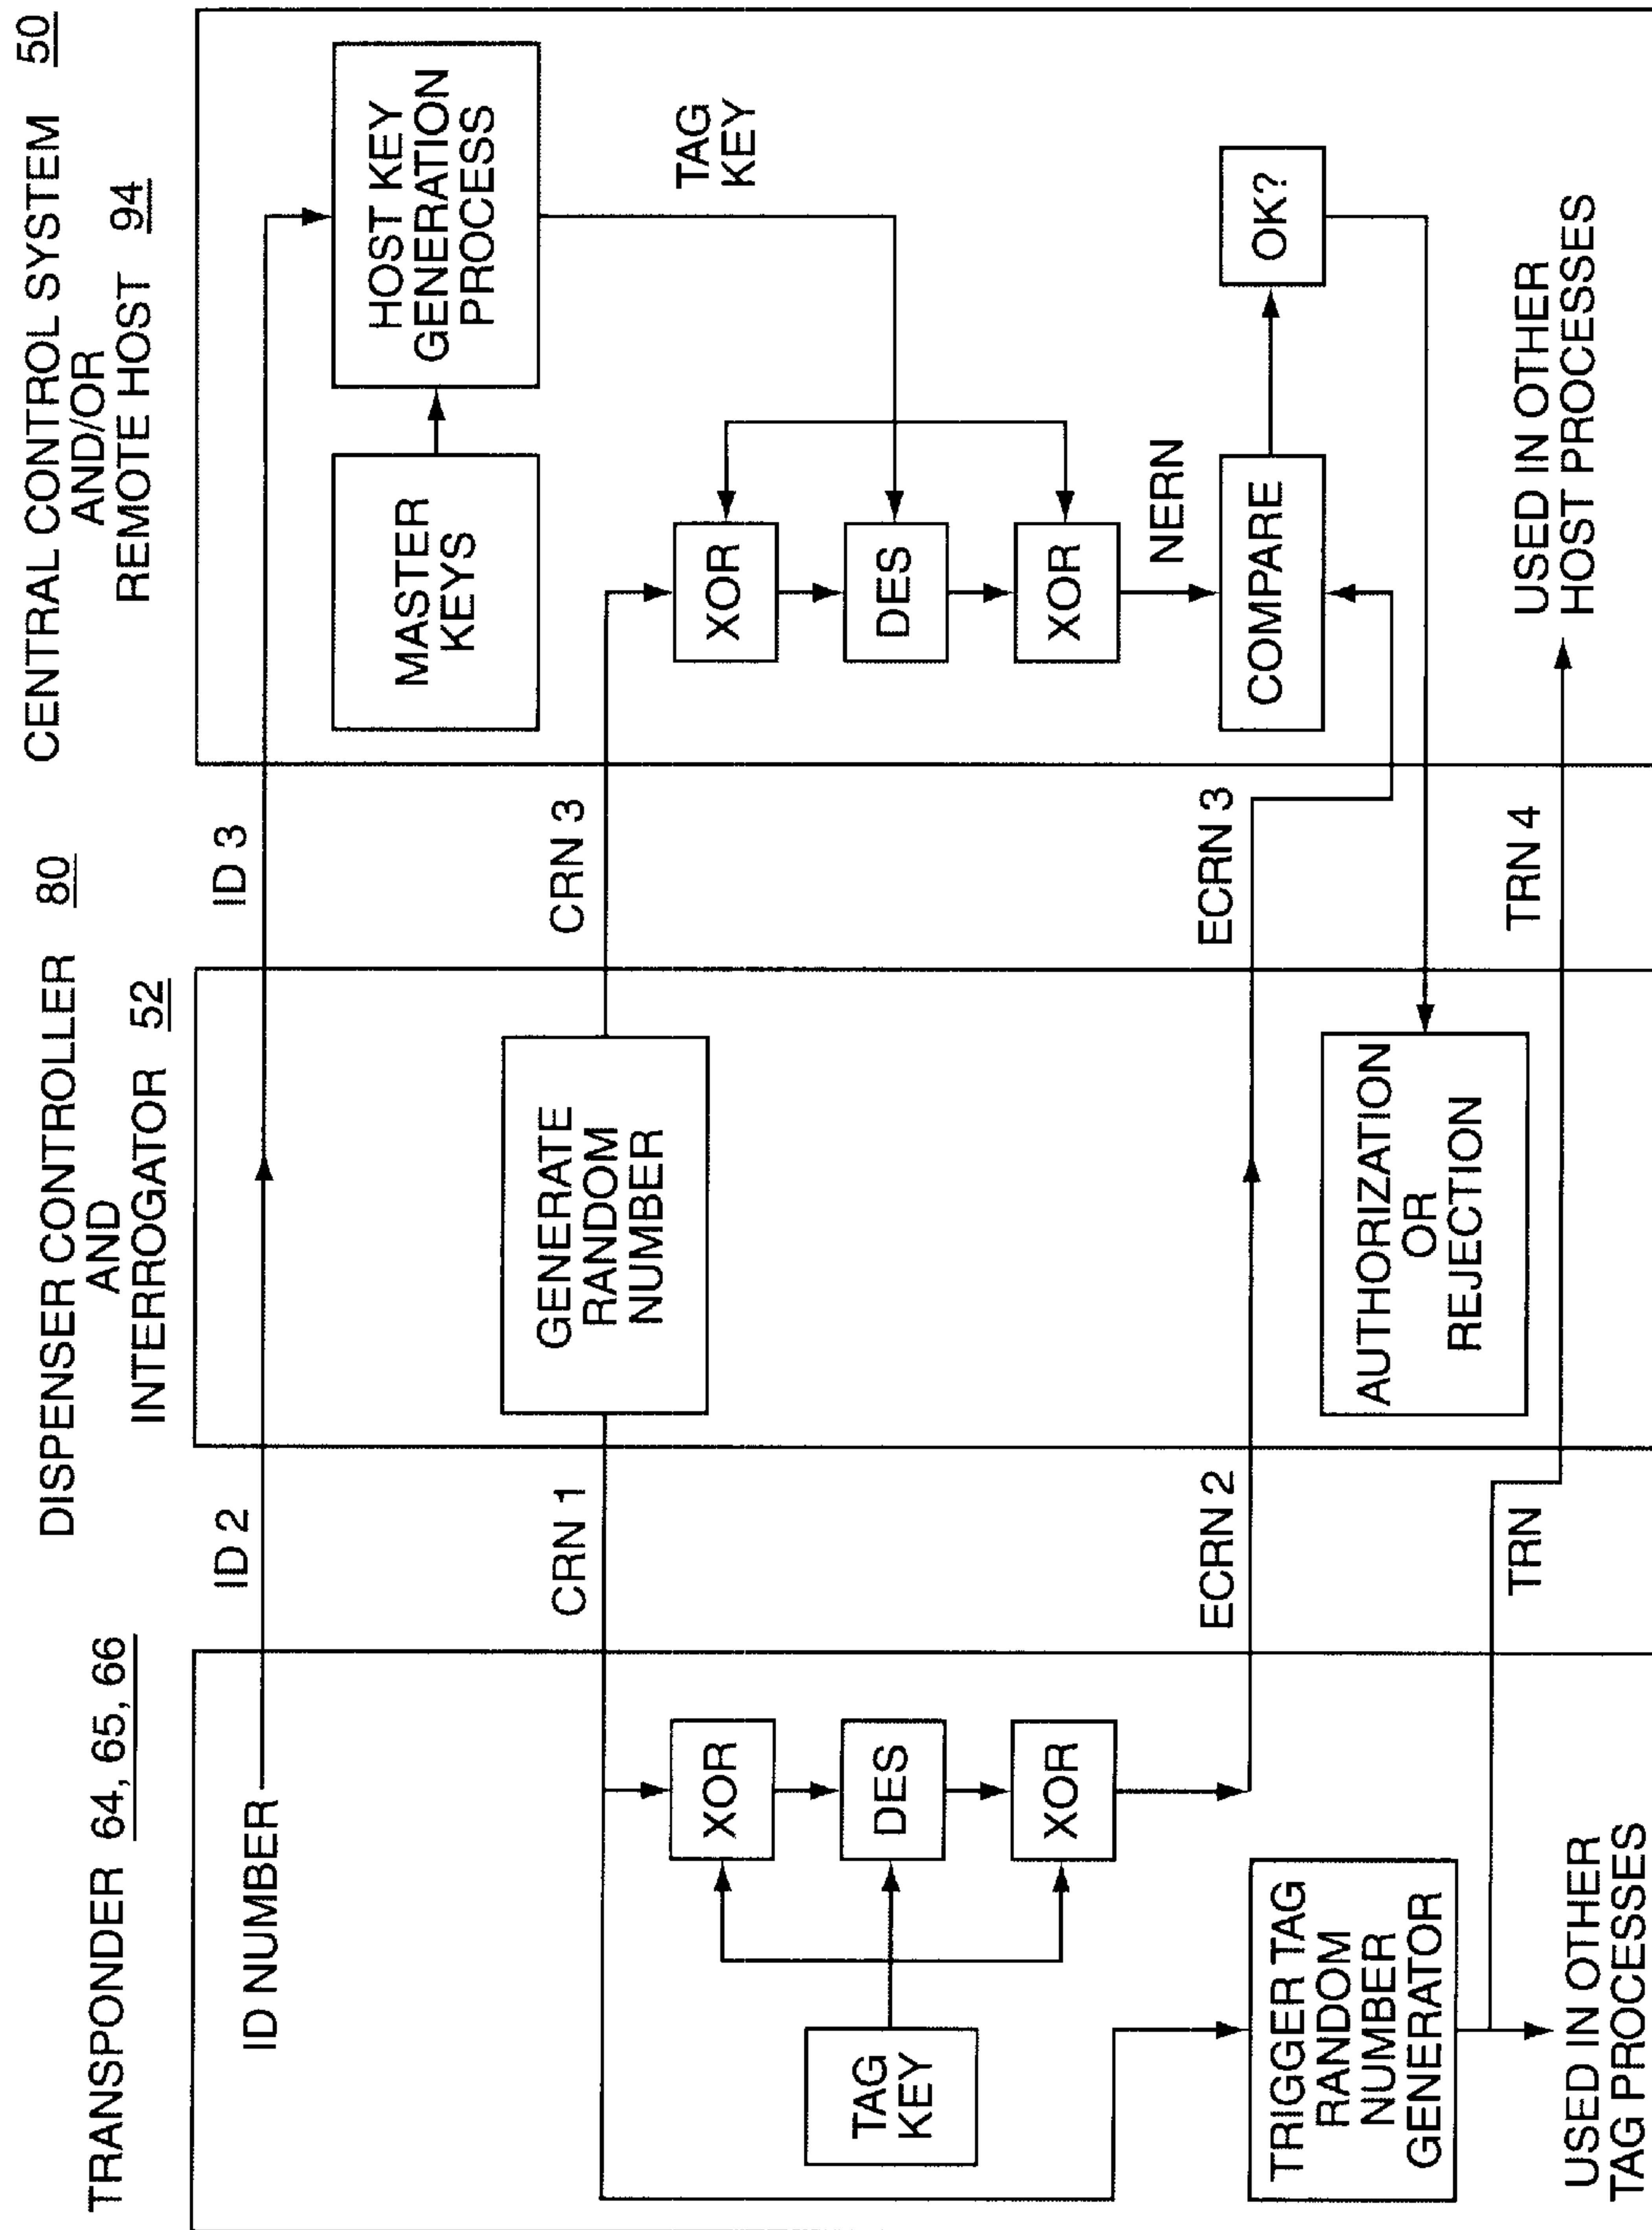 TRANSPONDER 64, 65, 66
DISPENSER CONTROLLER 80
AND
INTERROGATOR 52
CENTRAL CONTROL SYSTEM 50
AND/OR
REMOTE HOST 94
ID NUMBER
ID 2
ID 3
MASTER
KEYS
HOST KEY
GENERATION
PROCESS
CRN 1
GENERATE
RANDOM
NUMBER
CRN 3
TAG
KEY
TAG
KEY
XOR
DES
XOR
XOR
DES
XOR
NERN
ECRN 2
ECRN 3
COMPARE
OK?
TRIGGER TAG
RANDOM
NUMBER
GENERATOR
AUTHORIZATION
OR
REJECTION
TRN
TRN 4
USED IN OTHER
HOST PROCESSES
USED IN OTHER
TAG PROCESSES